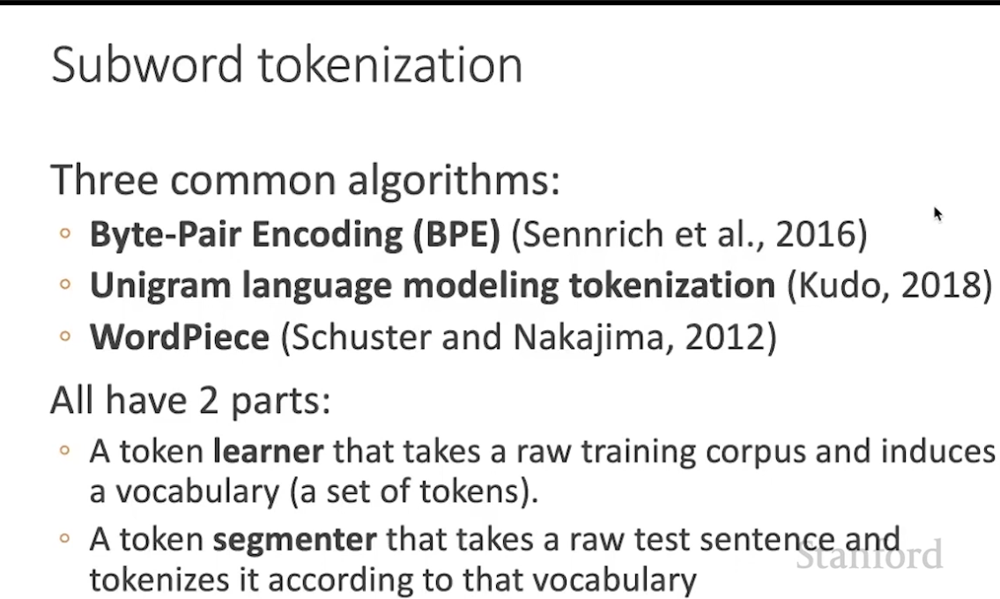 Subword tokenization
Three common algorithms:
◦ Byte-Pair Encoding (BPE) (Sennrich et al., 2016)
◦ Unigram language modeling tokenization (Kudo, 2018)
◦ WordPiece (Schuster and Nakajima, 2012)
All have 2 parts:
◦ A token learner that takes a raw training corpus and induces
a vocabulary (a set of tokens).
◦ A token segmenter that takes a raw test sentence and
Stanford
tokenizes it according to that vocabulary